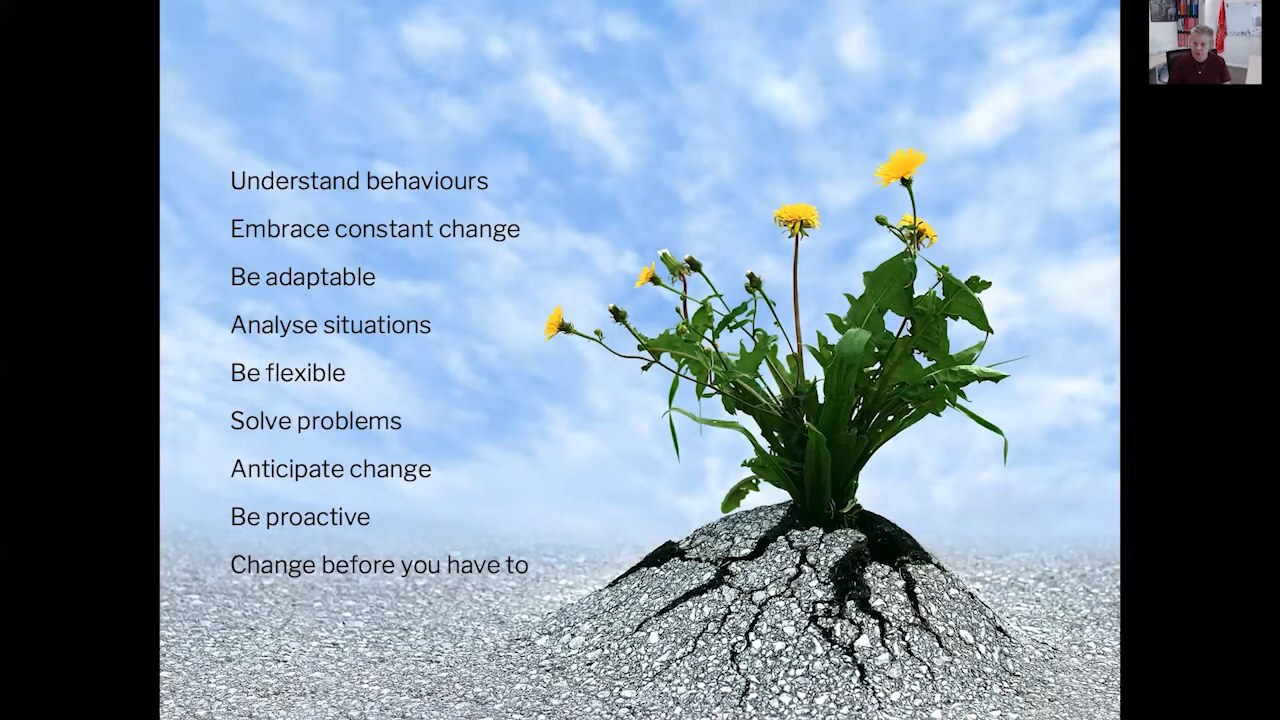 Understand behaviours
Embrace constant change
Be adaptable
Analyse situations
Be flexible
Solve problems
Anticipate change
Be proactive
Change before you have to